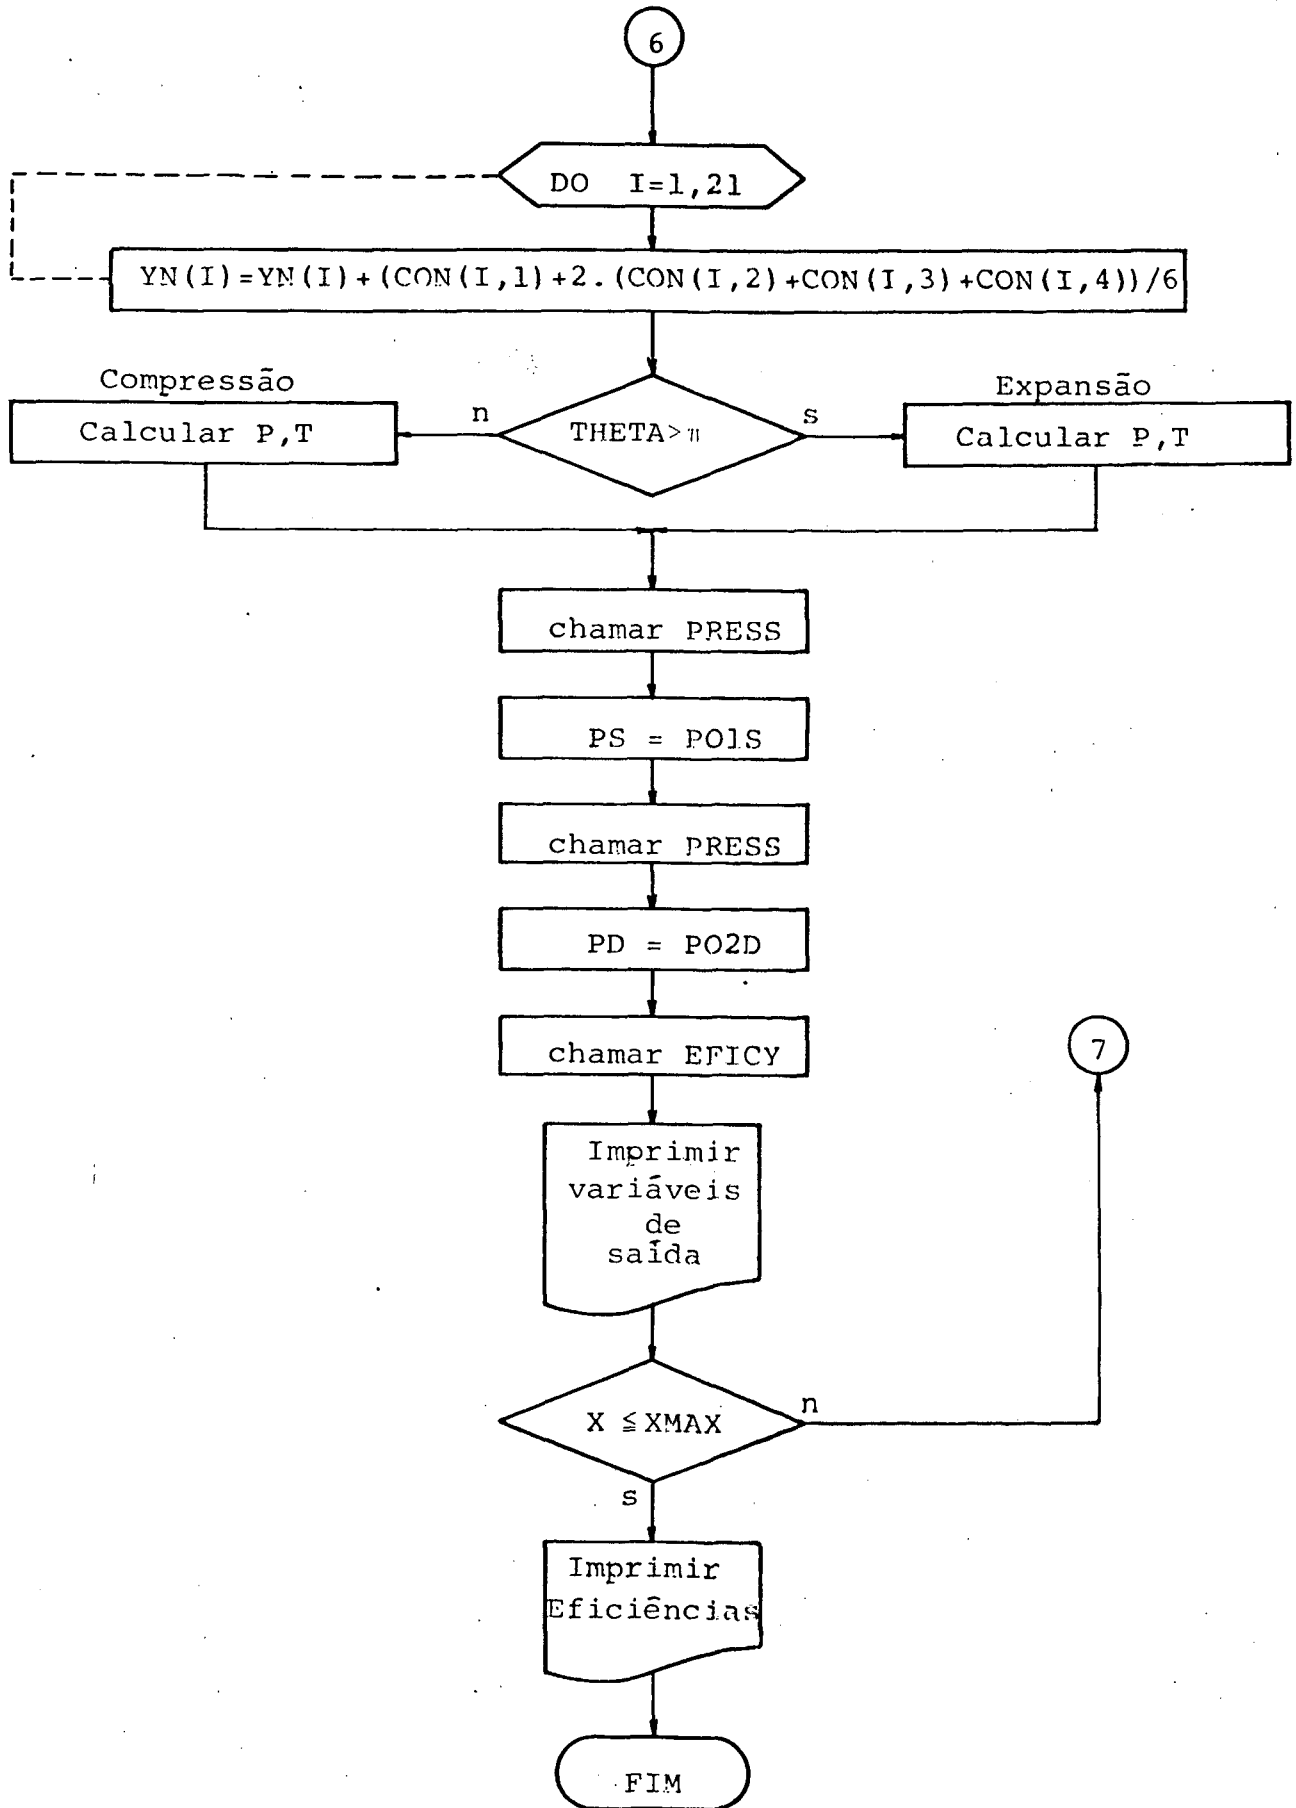 6
DO I=1,21
YN(I)=YN(I)+(CON(I,1)+2.(CON(I,2)+CON(I,3)+CON(I,4))/6
Compressão
Expansão
n
s
Calcular P,T
THETA>π
Calcular P,T
chamar PRESS
PS = PO1S
chamar PRESS
PD = PO2D
chamar EFICY
7
Imprimir
variáveis
de
saída
n
X ≦ XMAX
s
Imprimir
Eficiências
FIM